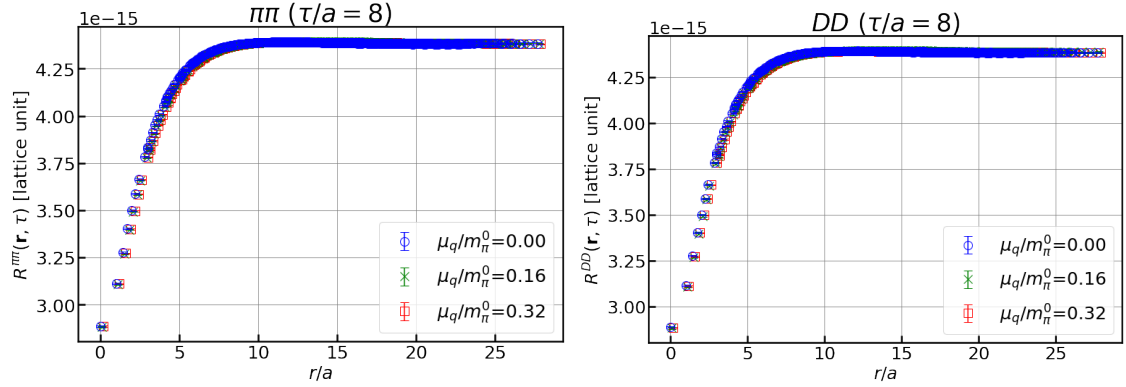 ππ (τ/a = 8)
1e−15
R^{ππ}(r, τ) [lattice unit]
4.25
4.00
3.75
3.50
3.25
3.00
μ_q/m_π^0=0.00
μ_q/m_π^0=0.16
μ_q/m_π^0=0.32
0 5 10 15 20 25
r/a
DD (τ/a = 8)
1e−15
R^{DD}(r, τ) [lattice unit]
4.25
4.00
3.75
3.50
3.25
3.00
μ_q/m_π^0=0.00
μ_q/m_π^0=0.16
μ_q/m_π^0=0.32
0 5 10 15 20 25
r/a